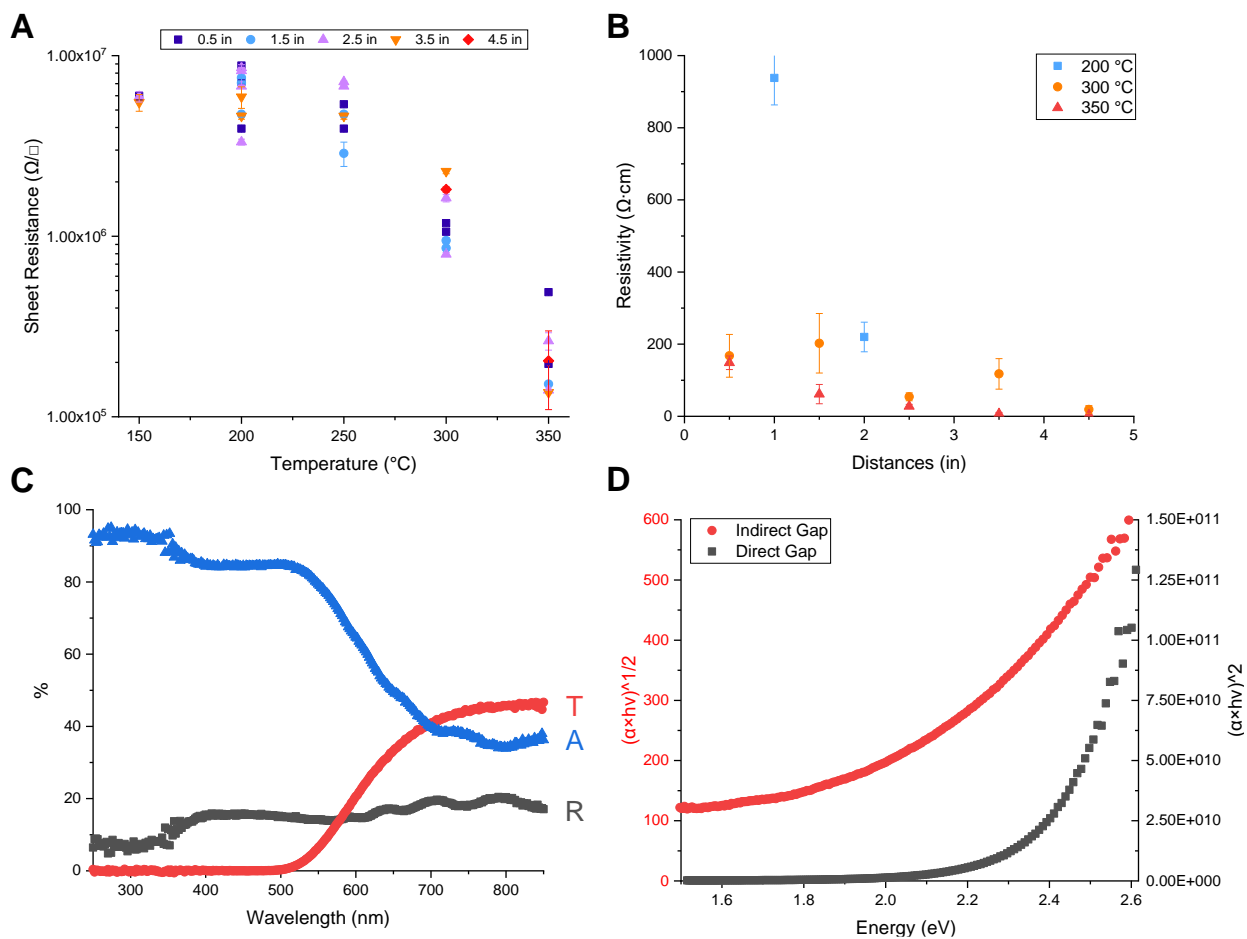 A
0.5 in 1.5 in 2.5 in 3.5 in 4.5 in
1.00x10^7
1.00x10^6
1.00x10^5
Sheet Resistance (Ω/□)
150 200 250 300 350
Temperature (°C)
B
200 °C
300 °C
350 °C
1000
800
600
400
200
0
Resistivity (Ω·cm)
0 1 2 3 4 5
Distances (in)
C
100
80
60
40
20
0
%
T
A
R
300 400 500 600 700 800
Wavelength (nm)
D
Indirect Gap
Direct Gap
600
500
400
300
200
100
0
(α×hν)^1/2
1.50E+011
1.25E+011
1.00E+011
7.50E+010
5.00E+010
2.50E+010
0.00E+000
(α×hν)^2
1.6 1.8 2.0 2.2 2.4 2.6
Energy (eV)